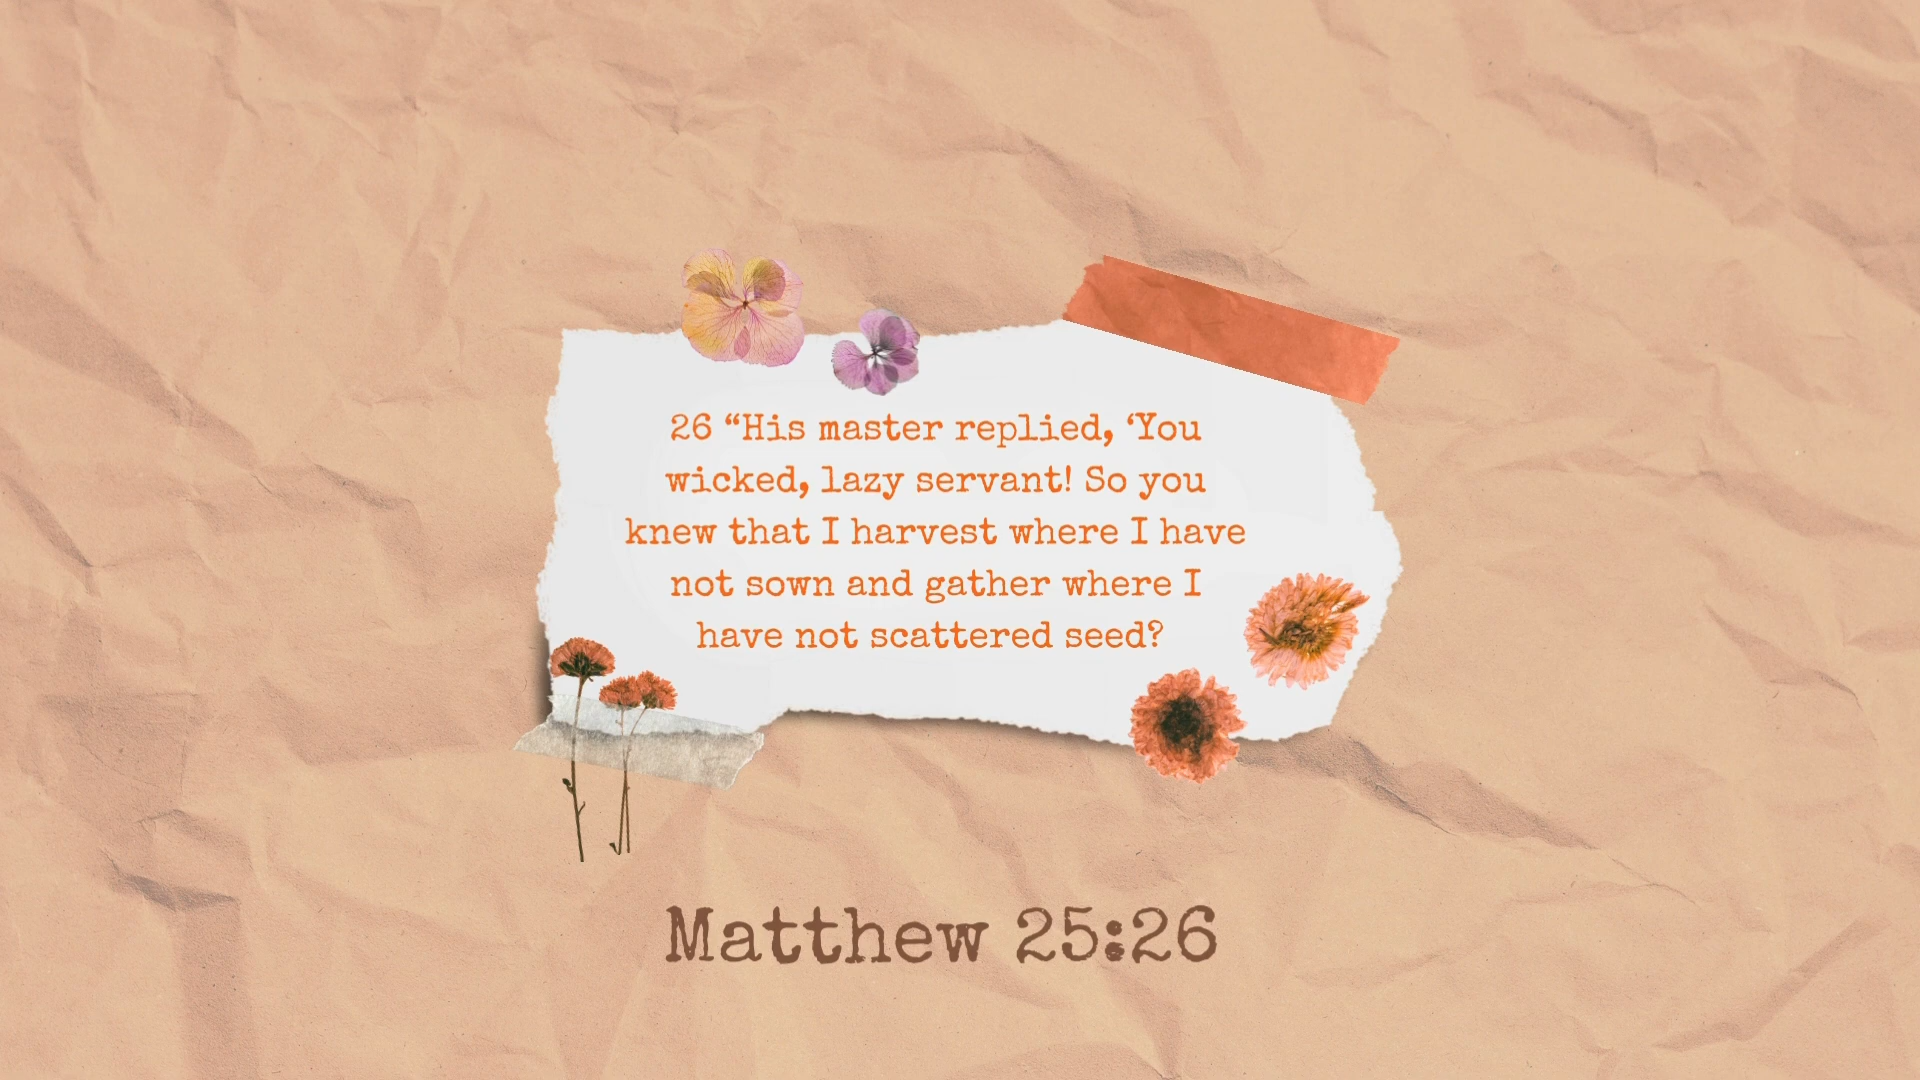 26 “His master replied, ‘You
wicked, lazy servant! So you
knew that I harvest where I have
not sown and gather where I
have not scattered seed?
Matthew 25:26